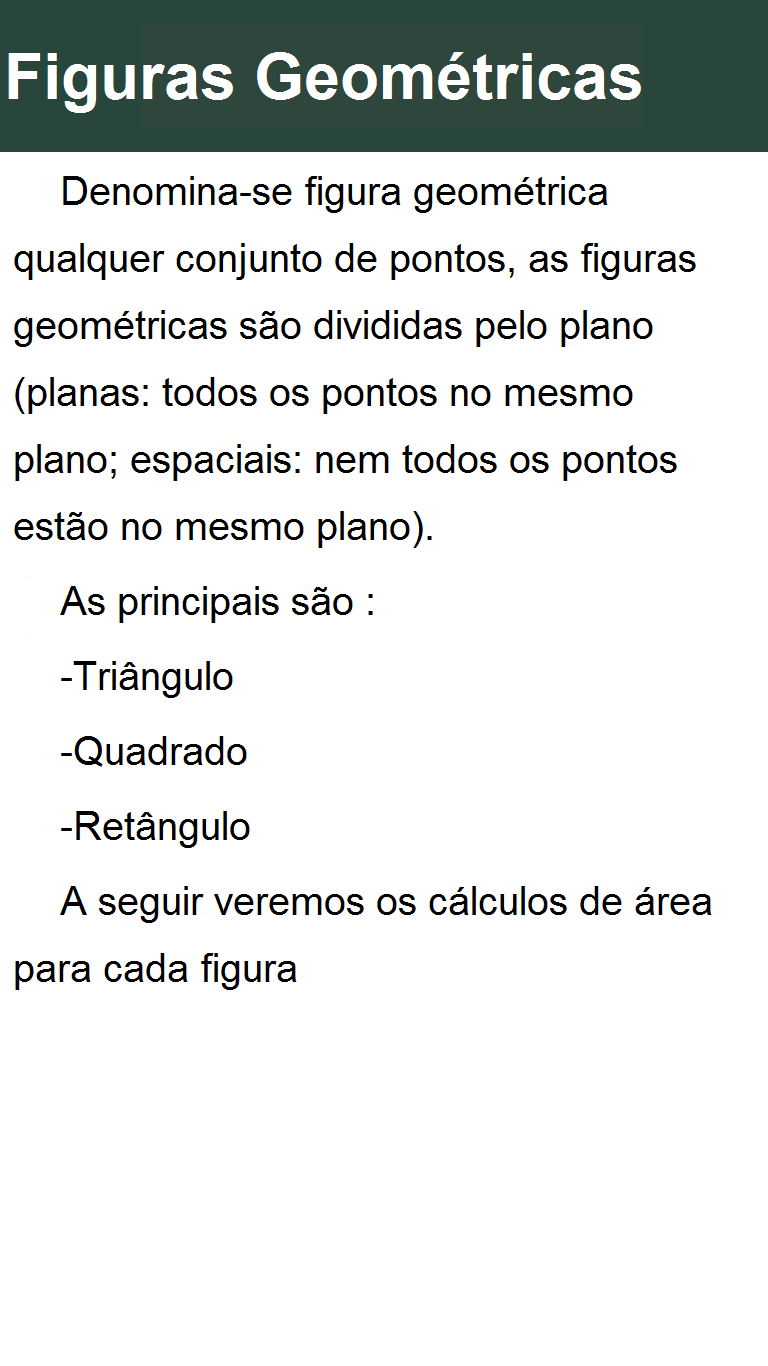 Figuras Geométricas
Denomina-se figura geométrica
qualquer conjunto de pontos, as figuras
geométricas são divididas pelo plano
(planas: todos os pontos no mesmo
plano; espaciais: nem todos os pontos
estão no mesmo plano).
As principais são :
-Triângulo
-Quadrado
-Retângulo
A seguir veremos os cálculos de área
para cada figura